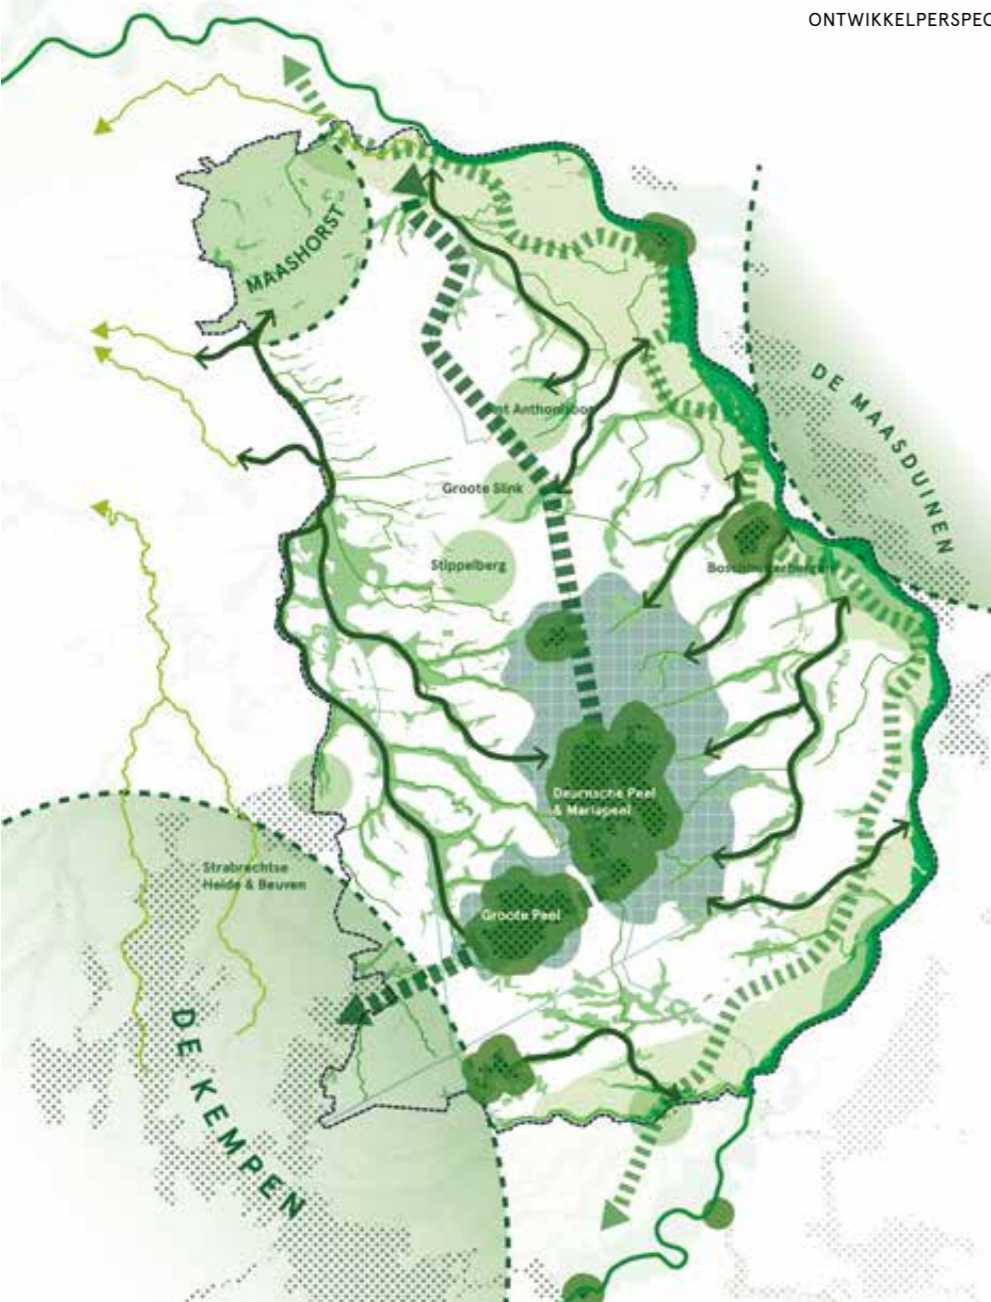 ONTWIKKELPERSPEC
MAASHORST
DE MAASDUINEN
Groote Slink
Stippelberg
Deurnsche Peel
& Mariapeel
Strabrechtse
Heide & Beuven
Groote Peel
DE KEMPEN